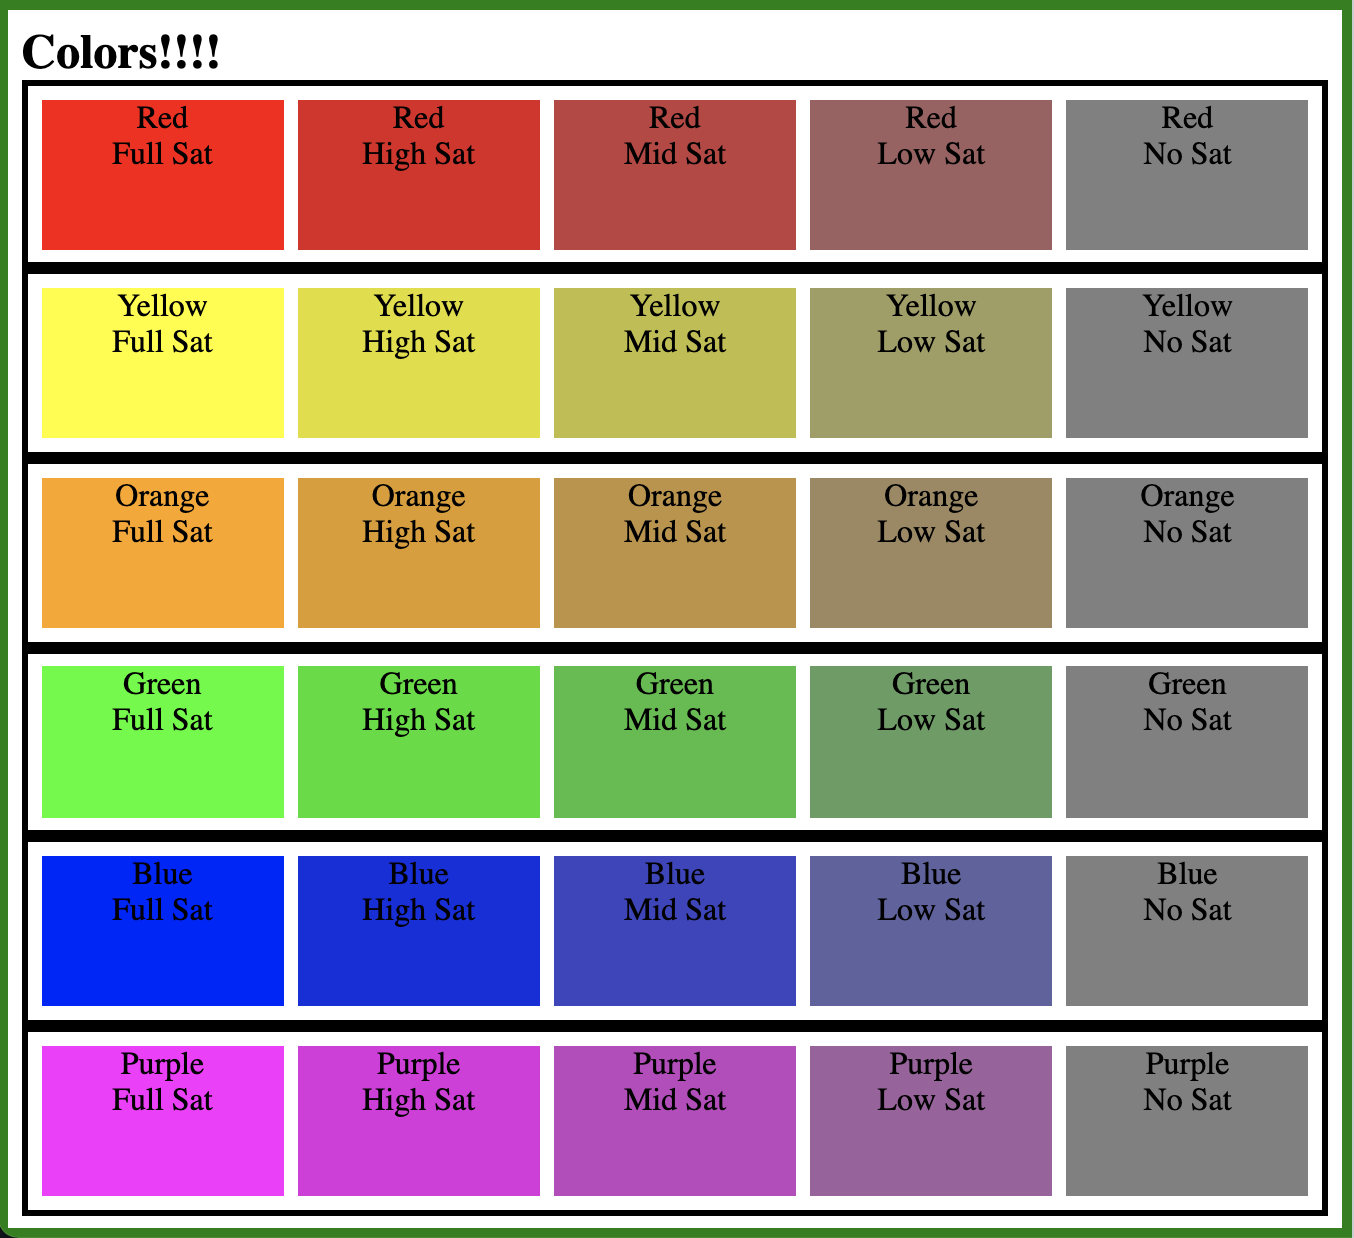 Colors!!!!
Red
Full Sat
Red
High Sat
Red
Mid Sat
Red
Low Sat
Red
No Sat
Yellow
Full Sat
Yellow
High Sat
Yellow
Mid Sat
Yellow
Low Sat
Yellow
No Sat
Orange
Full Sat
Orange
High Sat
Orange
Mid Sat
Orange
Low Sat
Orange
No Sat
Green
Full Sat
Green
High Sat
Green
Mid Sat
Green
Low Sat
Green
No Sat
Blue
Full Sat
Blue
High Sat
Blue
Mid Sat
Blue
Low Sat
Blue
No Sat
Purple
Full Sat
Purple
High Sat
Purple
Mid Sat
Purple
Low Sat
Purple
No Sat